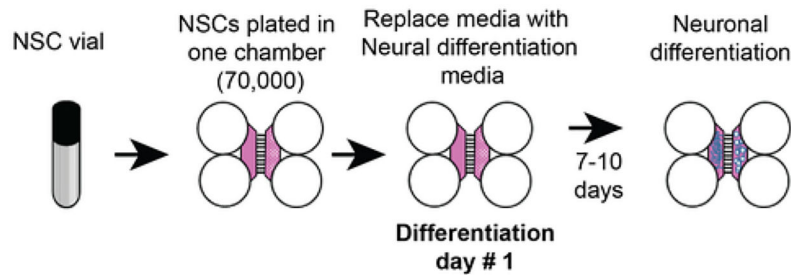 NSC vial
NSCs plated in
one chamber
(70,000)
Replace media with
Neural differentiation
media
Differentiation
day # 1
7-10
days
Neuronal
differentiation